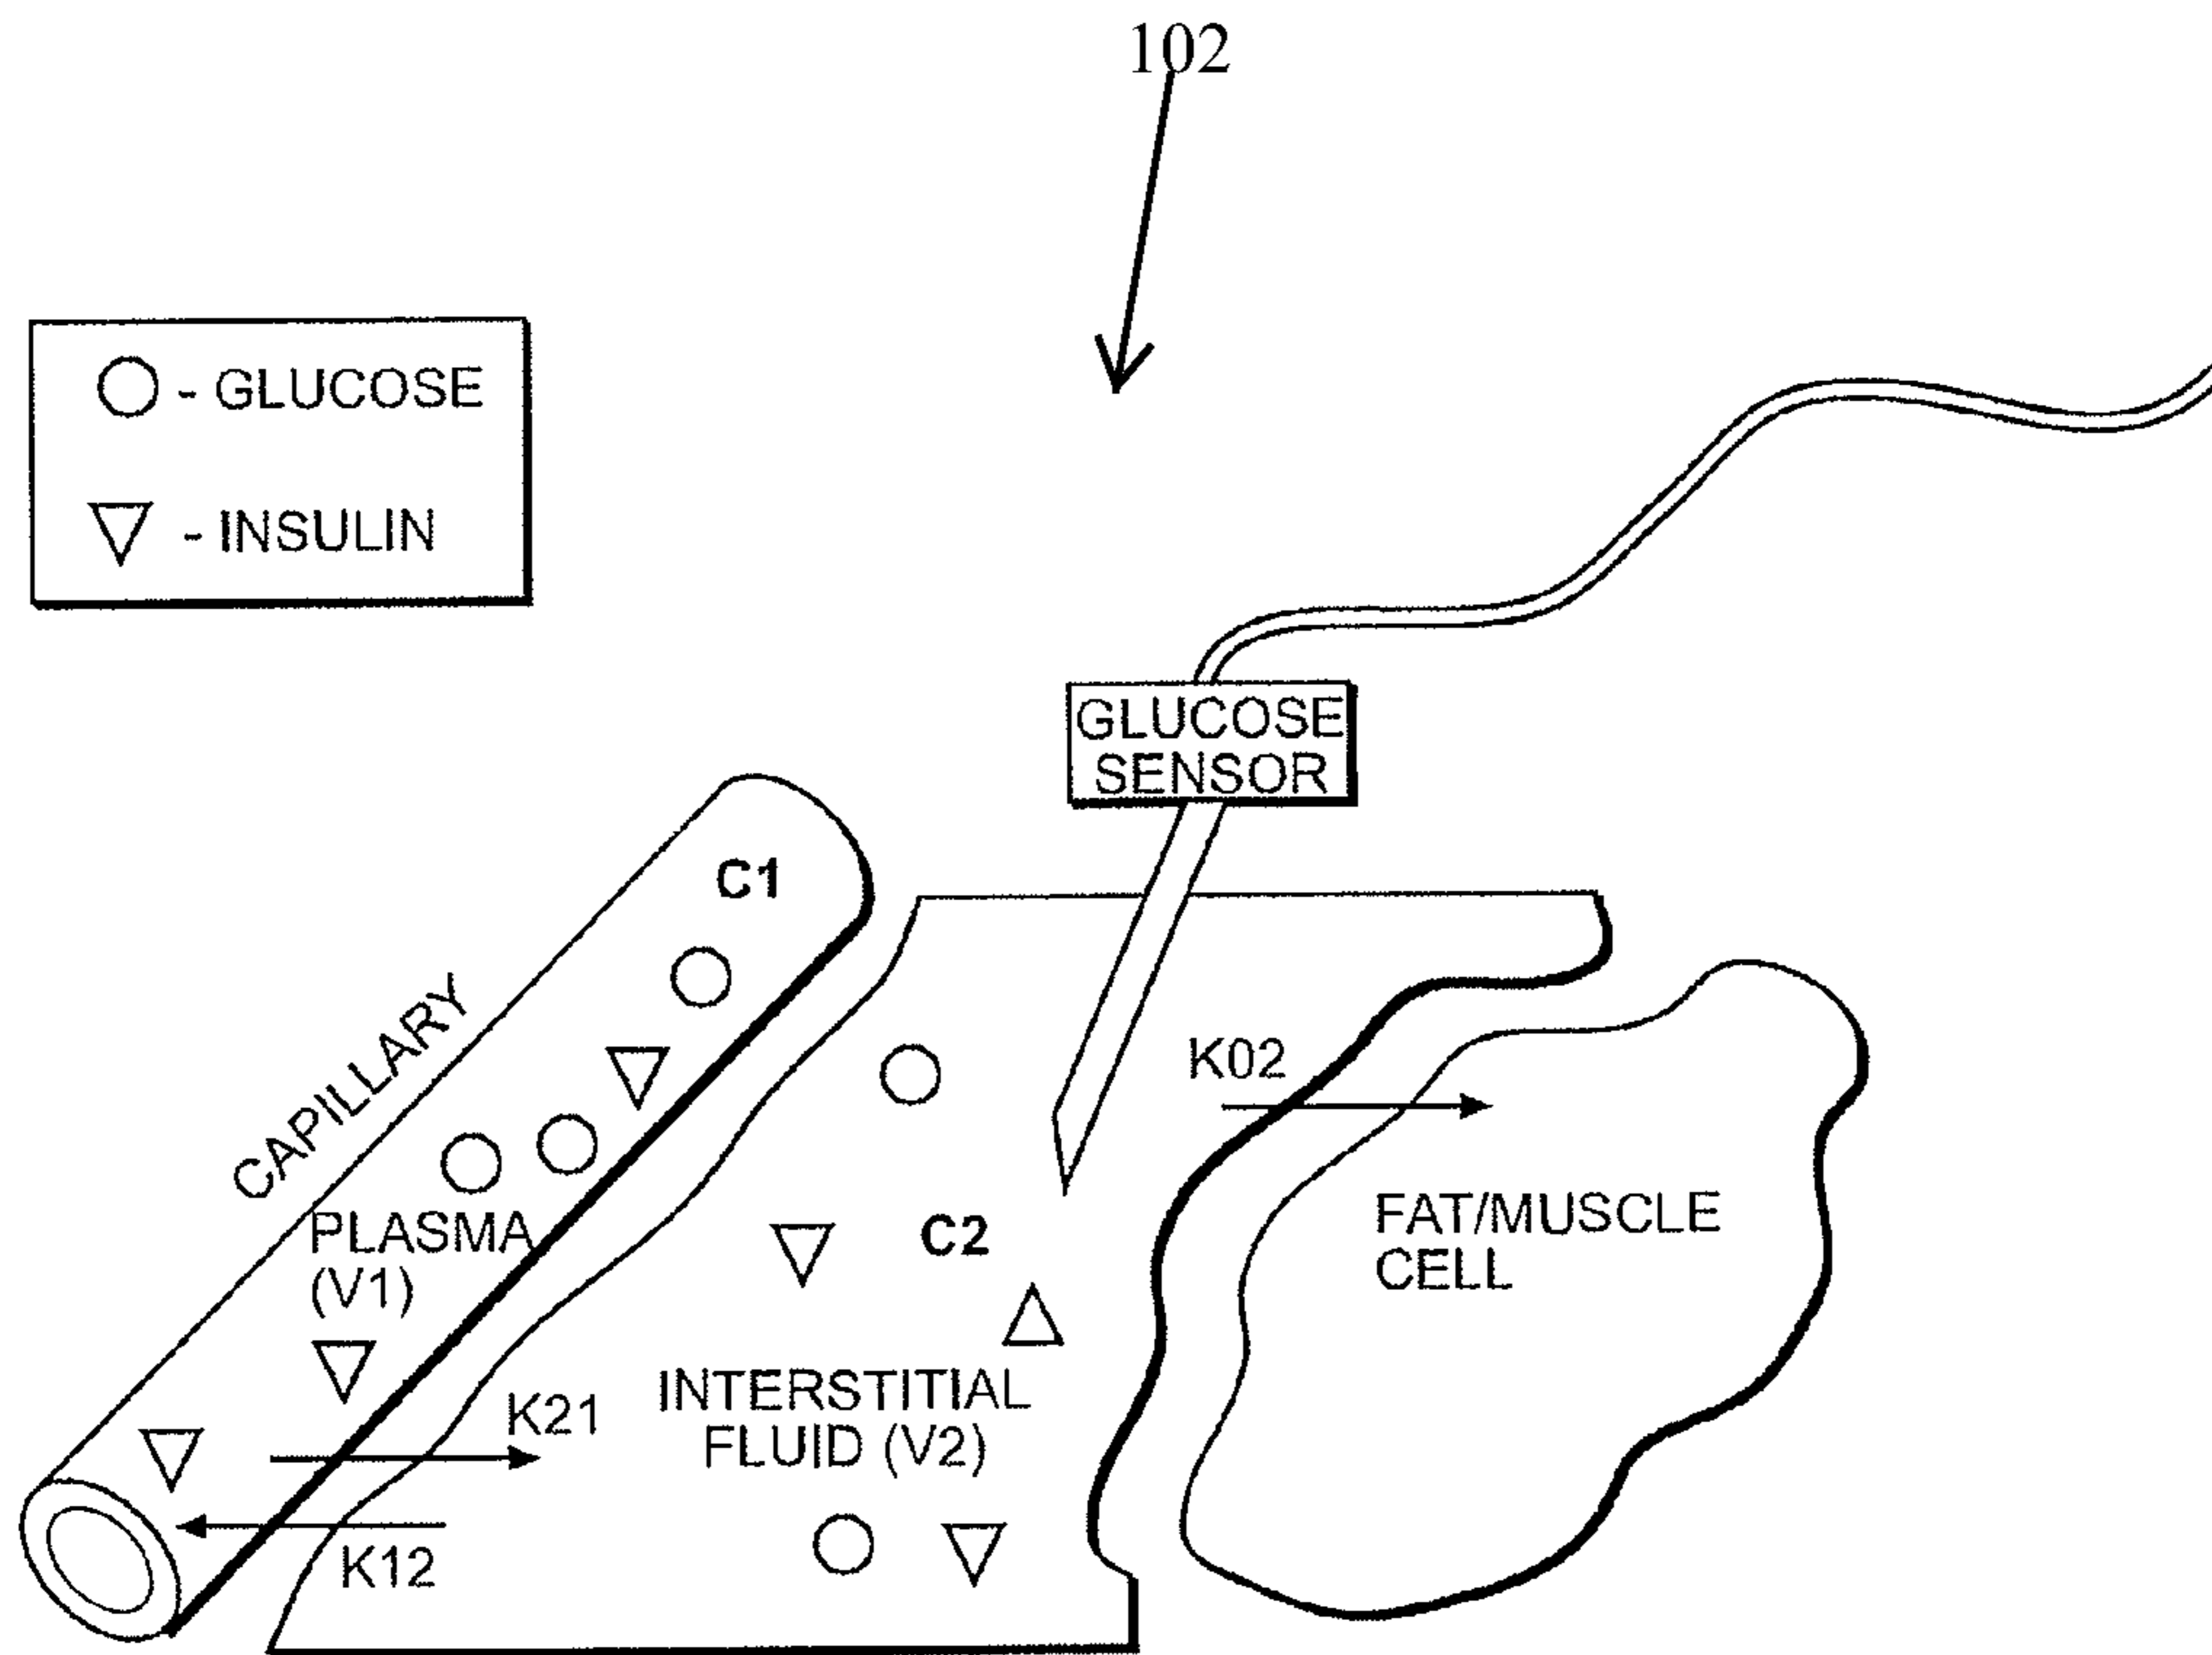 102
- GLUCOSE
- INSULIN
GLUCOSE
SENSOR
C1
CAPILLARY
PLASMA
(V1)
K02
C2
FAT/MUSCLE
CELL
INTERSTITIAL
FLUID (V2)
K21
K12